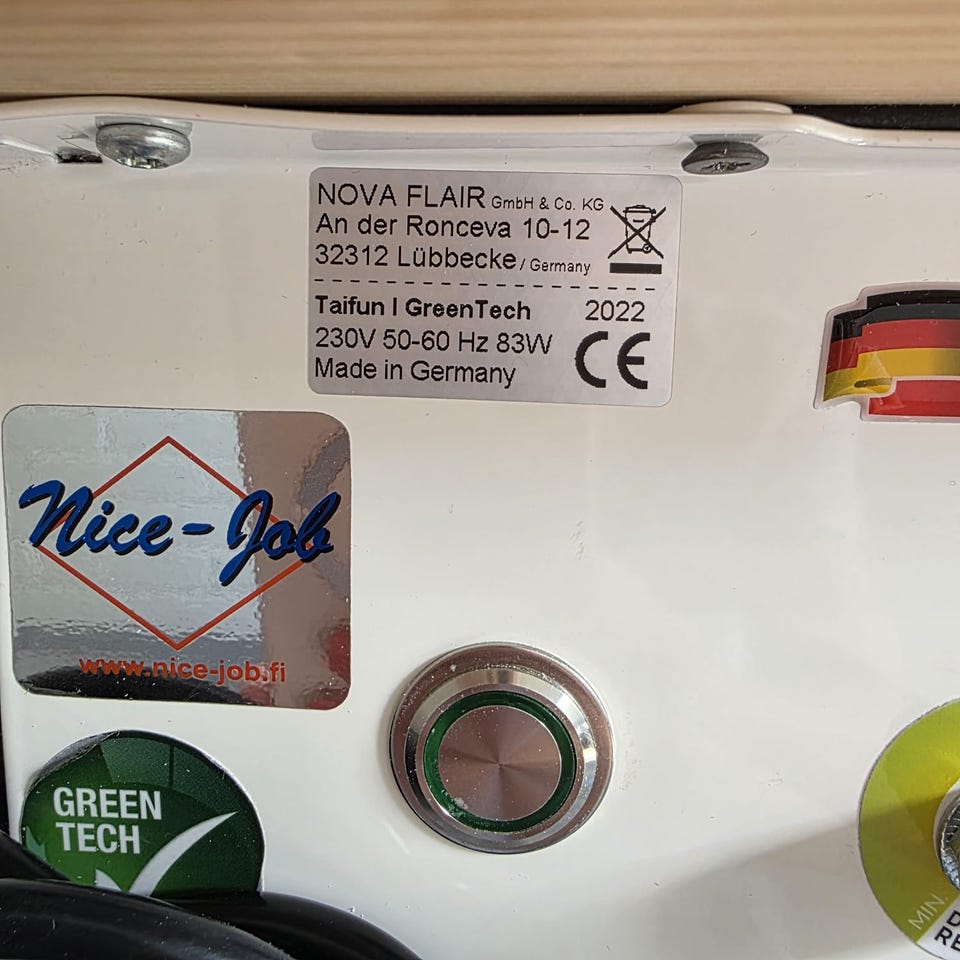 NOVA FLAIR GmbH & Co. KG
An der Ronceva 10-12
32312 Lübbecke / Germany
Taifun I GreenTech 2022
230V 50-60 Hz 83W
Made in Germany
CE
Nice-Job
www.nice-job.fi
GREEN
TECH
MIN.